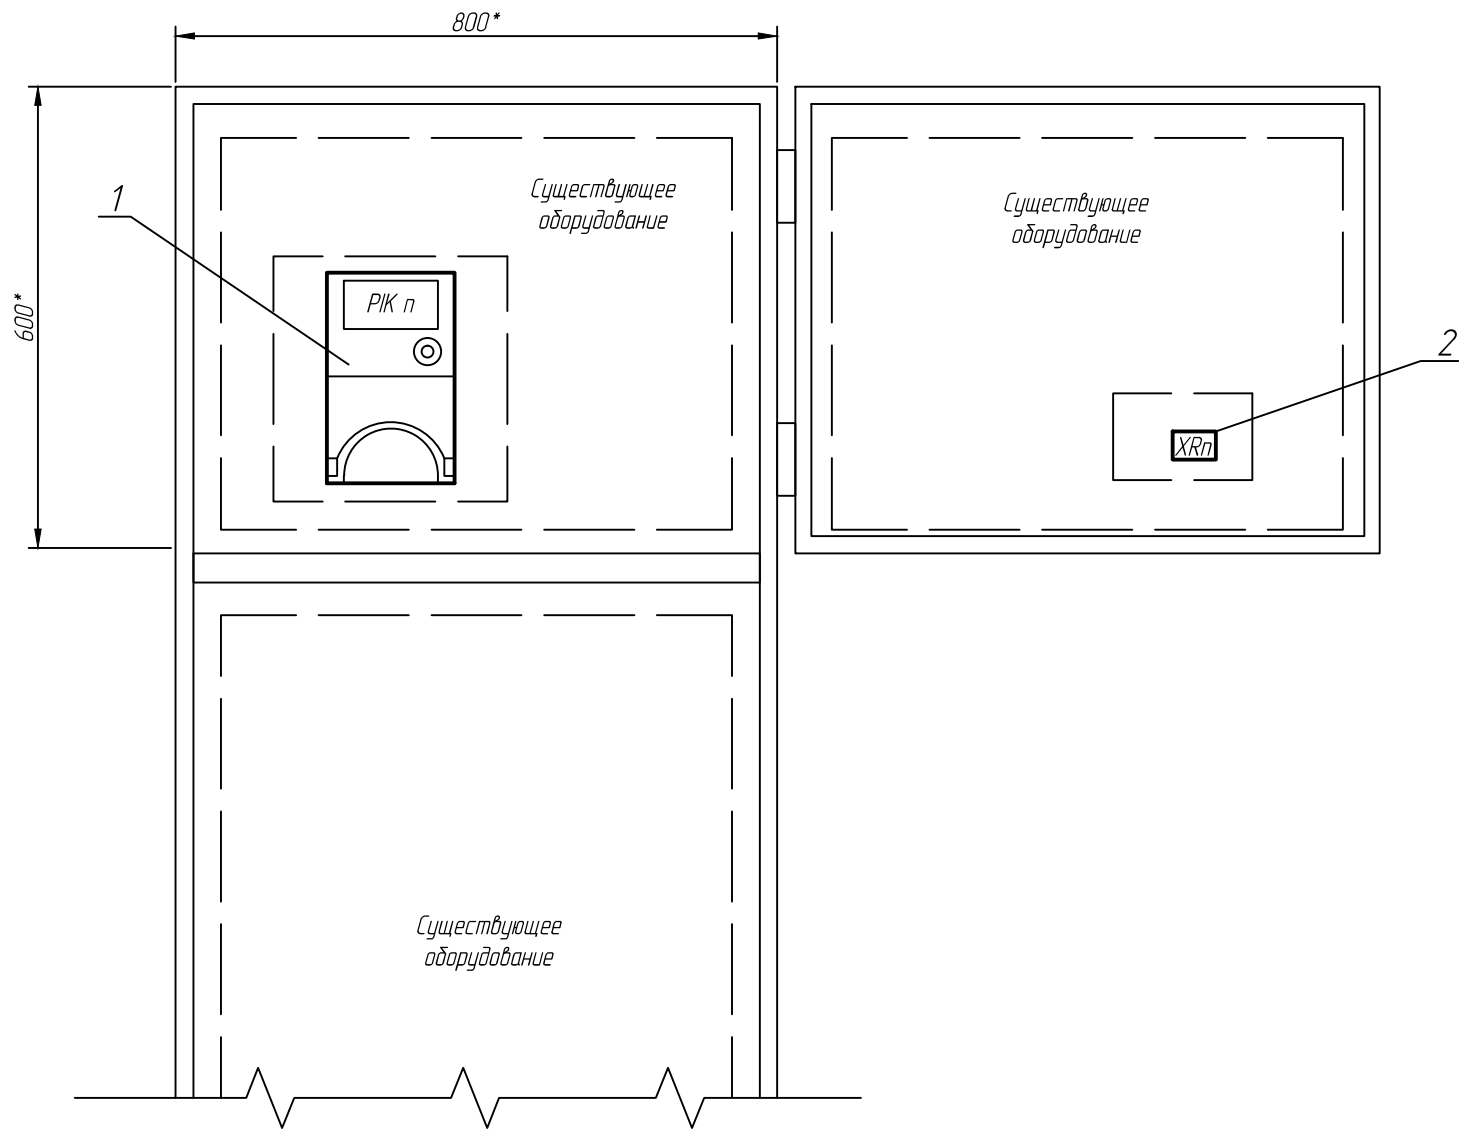 800*
Существующее
оборудование
Существующее
оборудование
1
PIK n
600*
2
XRn
Существующее
оборудование